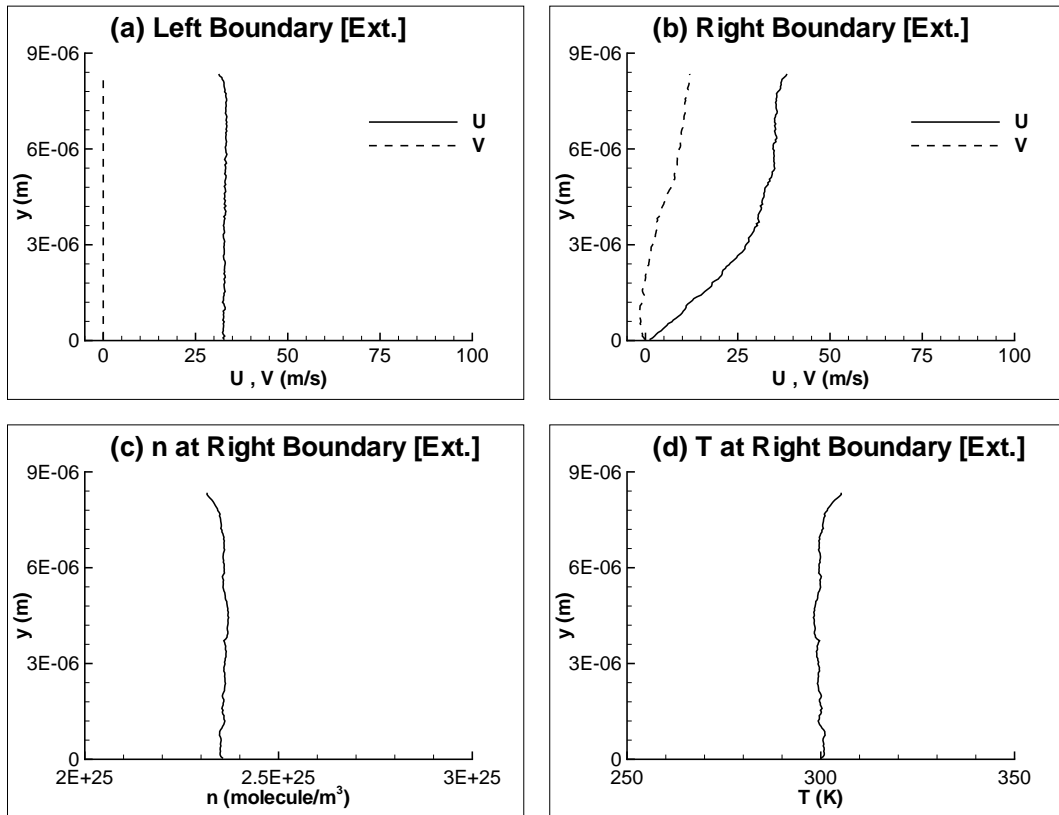 (a) Left Boundary [Ext.]
9E-06
6E-06
3E-06
0
y (m)
0 25 50 75 100
U , V (m/s)
U
V
(b) Right Boundary [Ext.]
9E-06
6E-06
3E-06
0
y (m)
0 25 50 75 100
U , V (m/s)
U
V
(c) n at Right Boundary [Ext.]
9E-06
6E-06
3E-06
0
y (m)
2E+25 2.5E+25 3E+25
n (molecule/m³)
(d) T at Right Boundary [Ext.]
9E-06
6E-06
3E-06
0
y (m)
250 300 350
T (K)